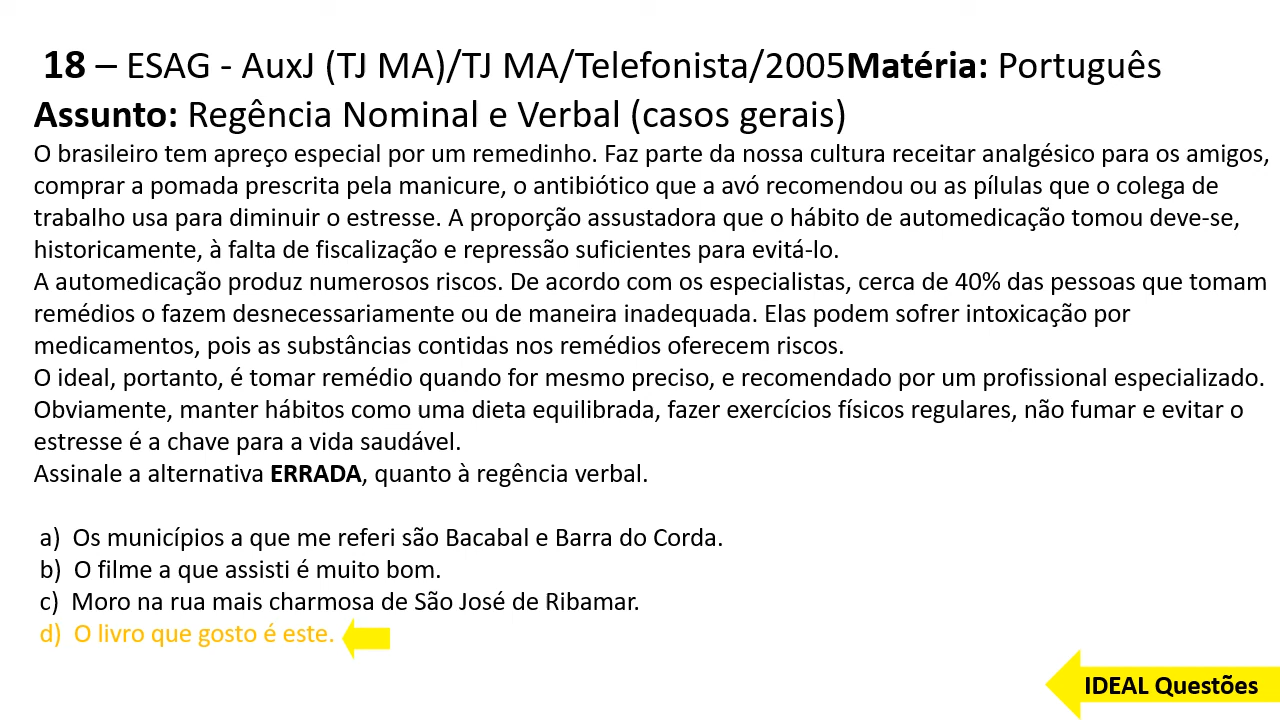 18 – ESAG - AuxJ (TJ MA)/TJ MA/Telefonista/2005Matéria: Português
Assunto: Regência Nominal e Verbal (casos gerais)
O brasileiro tem apreço especial por um remedinho. Faz parte da nossa cultura receitar analgésico para os amigos,
comprar a pomada prescrita pela manicure, o antibiótico que a avó recomendou ou as pílulas que o colega de
trabalho usa para diminuir o estresse. A proporção assustadora que o hábito de automedicação tomou deve-se,
historicamente, à falta de fiscalização e repressão suficientes para evitá-lo.
A automedicação produz numerosos riscos. De acordo com os especialistas, cerca de 40% das pessoas que tomam
remédios o fazem desnecessariamente ou de maneira inadequada. Elas podem sofrer intoxicação por
medicamentos, pois as substâncias contidas nos remédios oferecem riscos.
O ideal, portanto, é tomar remédio quando for mesmo preciso, e recomendado por um profissional especializado.
Obviamente, manter hábitos como uma dieta equilibrada, fazer exercícios físicos regulares, não fumar e evitar o
estresse é a chave para a vida saudável.
Assinale a alternativa ERRADA, quanto à regência verbal.
a) Os municípios a que me referi são Bacabal e Barra do Corda.
b) O filme a que assisti é muito bom.
c) Moro na rua mais charmosa de São José de Ribamar.
d) O livro que gosto é este.
IDEAL Questões